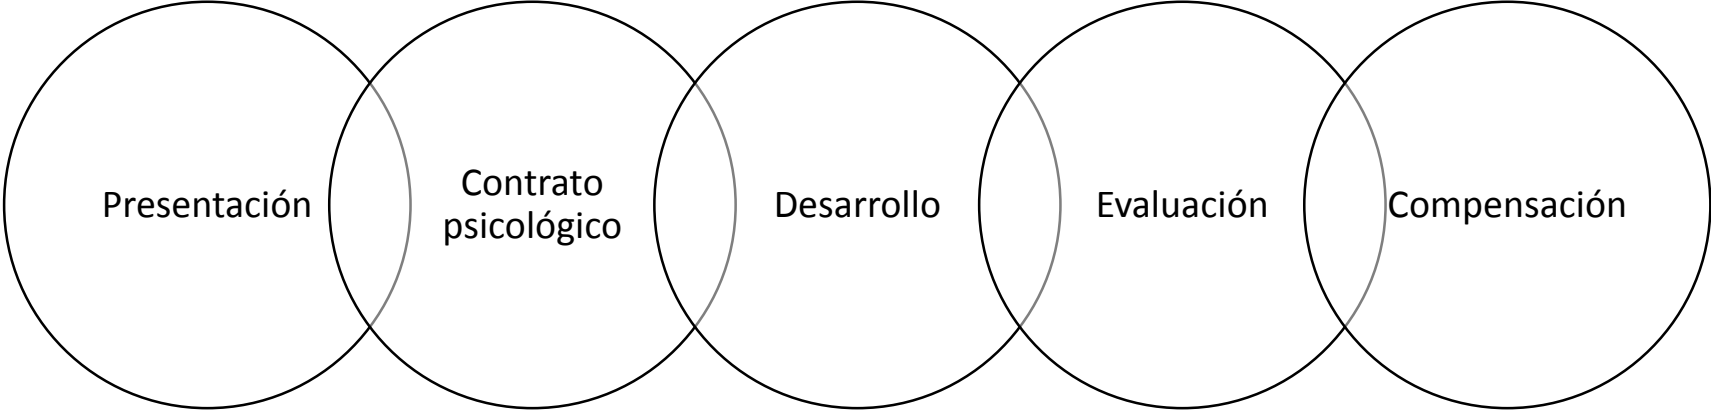 Presentación
Contrato
psicológico
Desarrollo
Evaluación
Compensación